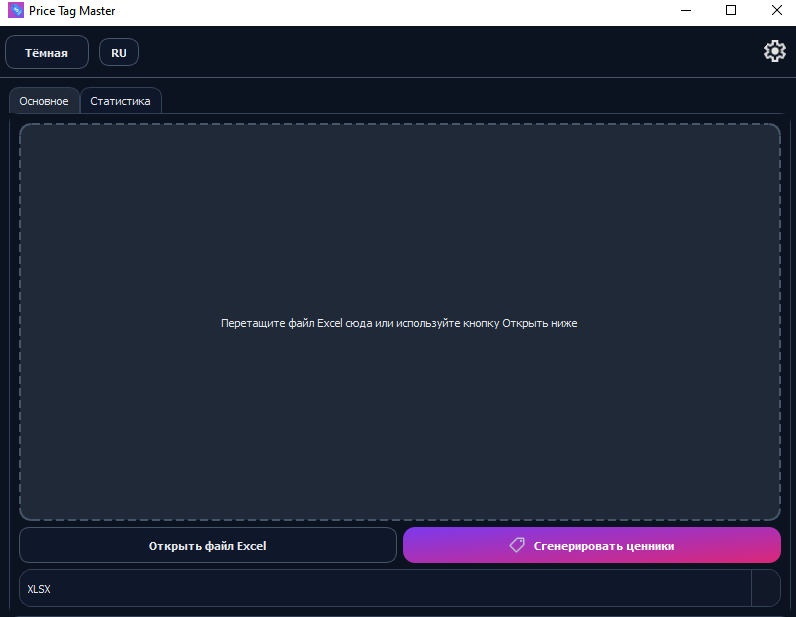 Price Tag Master
Тёмная
RU
Основное
Статистика
Перетащите файл Excel сюда или используйте кнопку Открыть ниже
Открыть файл Excel
Сгенерировать ценники
XLSX